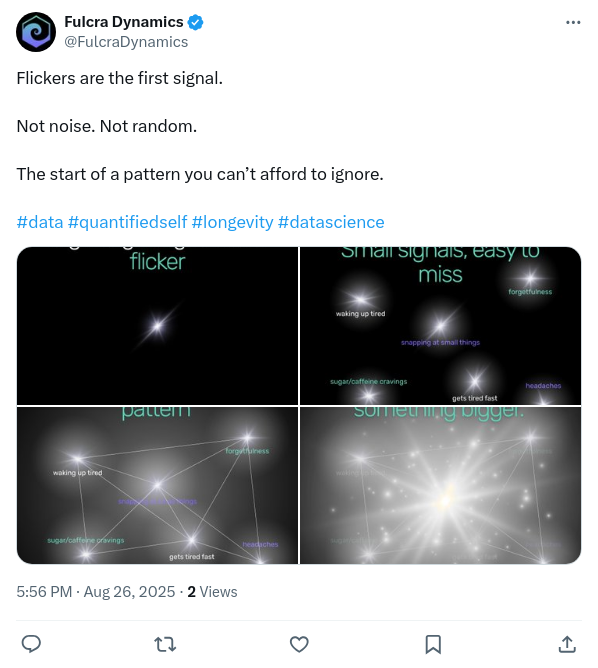 Fulcra Dynamics
@FulcraDynamics
Flickers are the first signal.
Not noise. Not random.
The start of a pattern you can’t afford to ignore.
#data #quantifiedself #longevity #datascience
flicker
Small signals, easy to
miss
forgetfulness
waking up tired
snapping at small things
sugar/caffeine cravings
headaches
gets tired fast
pattern
forgetfulness
waking up tired
snapping at small things
sugar/caffeine cravings
headaches
gets tired fast
something bigger.
5:56 PM · Aug 26, 2025 · 2 Views